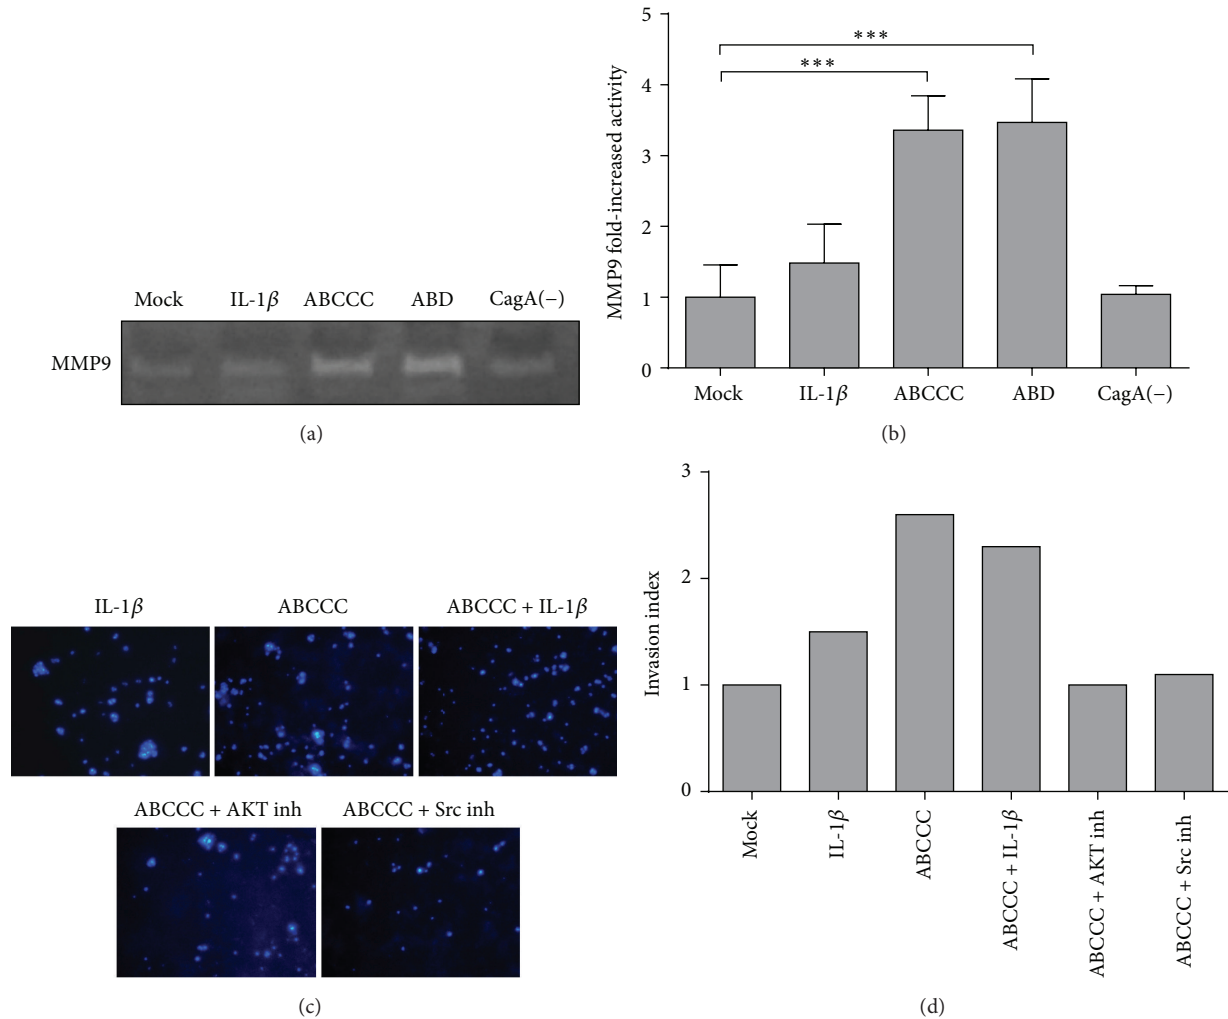 Mock IL-1β ABCCC ABD CagA(−)
MMP9
(a)
5
4
3
2
1
0
MMP9 fold-increased activity
***
***
Mock IL-1β ABCCC ABD CagA(−)
(b)
IL-1β ABCCC ABCCC + IL-1β
ABCCC + AKT inh ABCCC + Src inh
(c)
3
2
1
0
Invasion index
Mock
IL-1β
ABCCC
ABCCC + IL-1β
ABCCC + AKT inh
ABCCC + Src inh
(d)